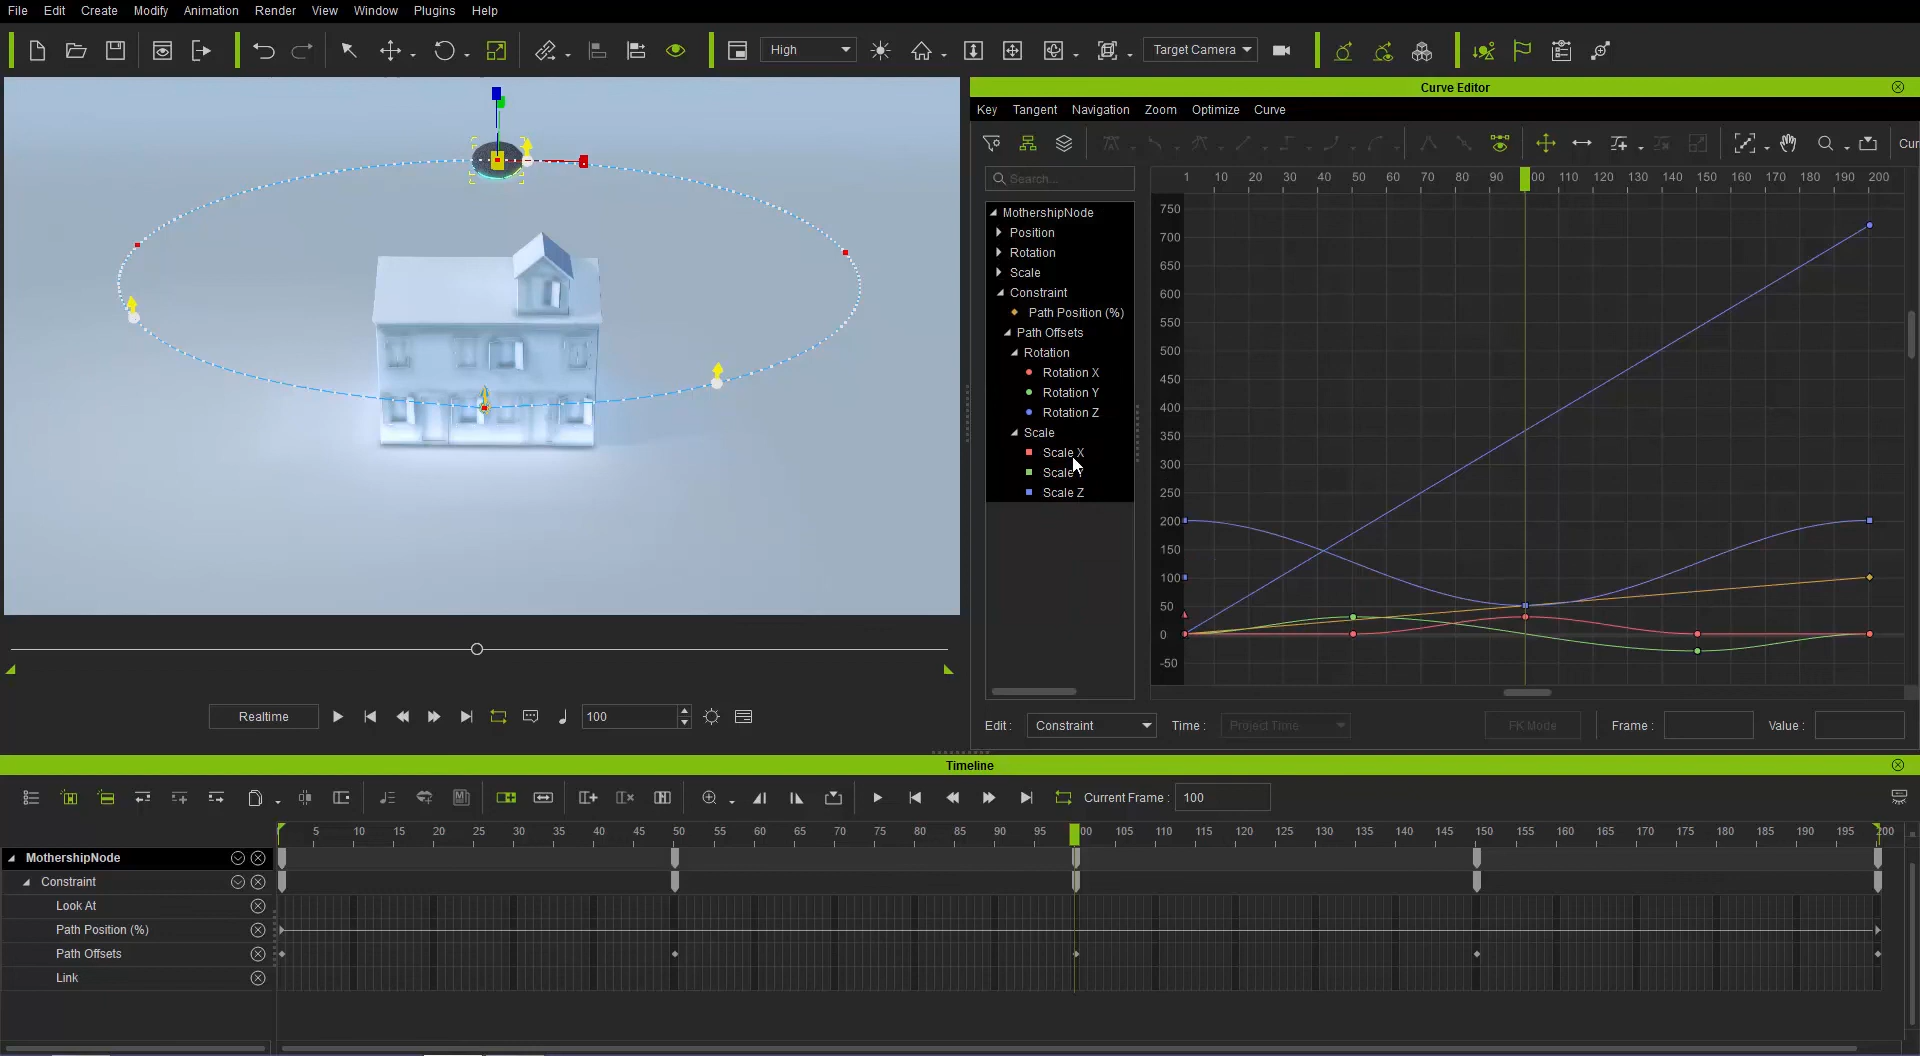 File Edit Create Modify Animation Render View Window Plugins Help
High
Target Camera
Curve Editor
Key Tangent Navigation Zoom Optimize Curve
Cur
Search...
1 10 20 30 40 50 60 70 80 90 00 110 120 130 140 150 160 170 180 190 200
MothershipNode
Position
Rotation
Scale
Constraint
Path Position (%)
Path Offsets
Rotation
Rotation X
Rotation Y
Rotation Z
Scale
Scale X
Scale Y
Scale Z
750
700
650
600
550
500
450
400
350
300
250
200
150
100
50
0
-50
Realtime
100
Edit : Constraint Time : Project Time FK Mode Frame : Value :
Timeline
Current Frame : 100
5 10 15 20 25 30 35 40 45 50 55 60 65 70 75 80 85 90 95 00 105 110 115 120 125 130 135 140 145 150 155 160 165 170 175 180 185 190 195 200
MothershipNode
Constraint
Look At
Path Position (%)
Path Offsets
Link